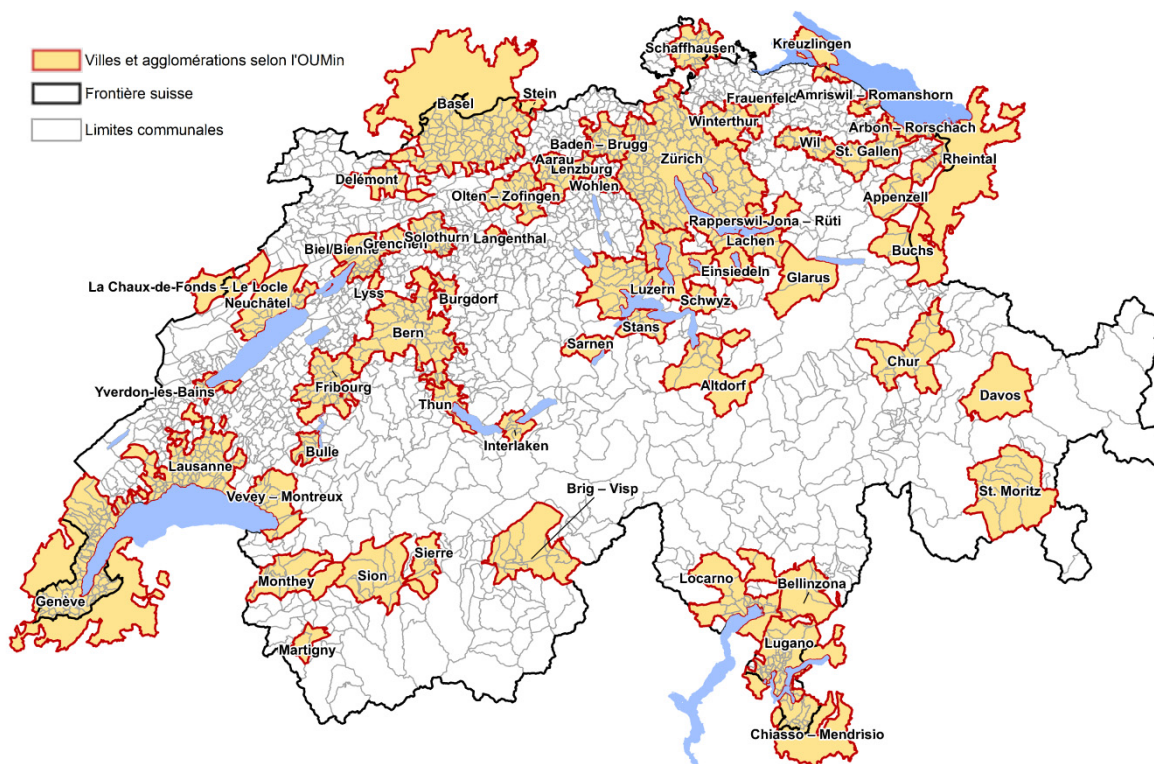 Villes et agglomérations selon l'OUMin
Frontière suisse
Limites communales
Schaffhausen
Kreuzlingen
Basel
Stein
Frauenfeld
Amriswil – Romanshorn
Winterthur
Arbon – Rorschach
Baden – Brugg
Wil
St. Gallen
Zürich
Aarau
Lenzburg
Rheintal
Delémont
Wohlen
Olten – Zofingen
Appenzell
Rapperswil-Jona – Rüti
Solothurn
Langenthal
Lachen
Grenchen
Biel/Bienne
Buchs
Einsiedeln
Glarus
La Chaux-de-Fonds – Le Locle
Lyss
Luzern
Burgdorf
Schwyz
Neuchâtel
Stans
Bern
Sarnen
Chur
Fribourg
Altdorf
Yverdon-les-Bains
Davos
Thun
Interlaken
Bulle
Lausanne
Brig – Visp
St. Moritz
Vevey – Montreux
Sierre
Monthey
Sion
Locarno
Bellinzona
Genève
Lugano
Martigny
Chiasso – Mendrisio